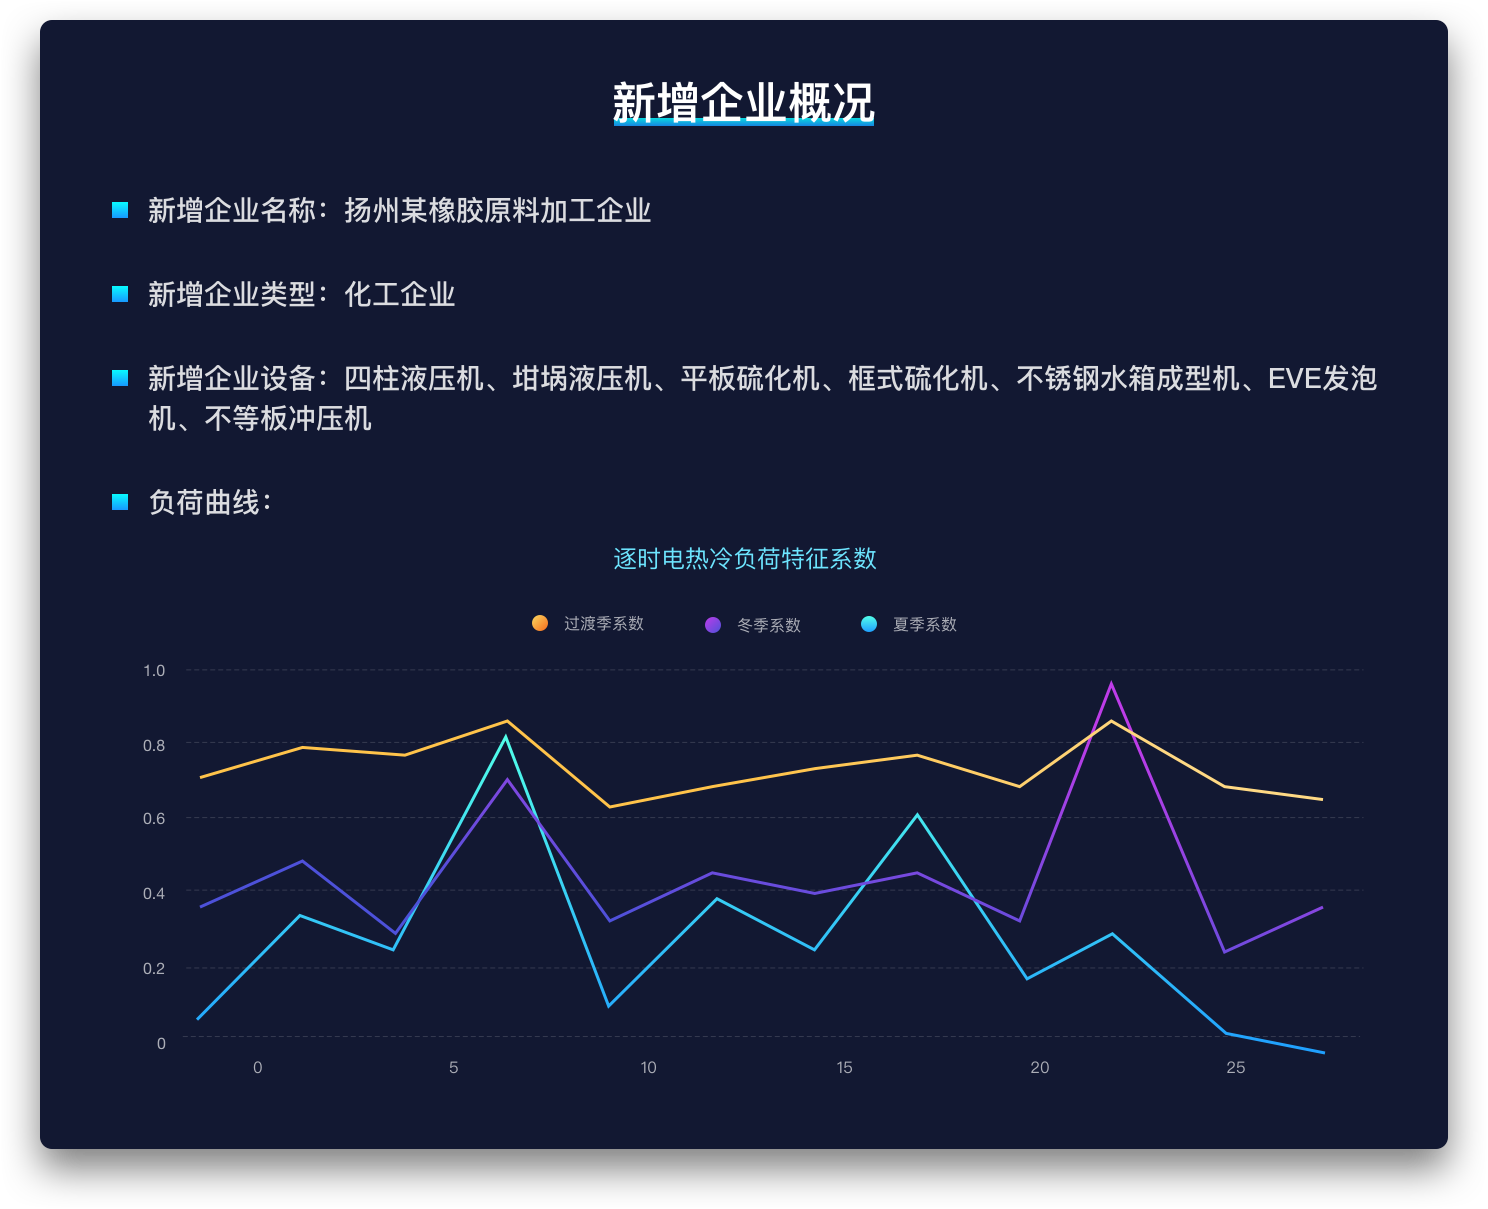 新增企业概况
新增企业名称：扬州某橡胶原料加工企业
新增企业类型：化工企业
新增企业设备：四柱液压机、坩埚液压机、平板硫化机、框式硫化机、不锈钢水箱成型机、EVE发泡
机、不等板冲压机
负荷曲线：
逐时电热冷负荷特征系数
过渡季系数 冬季系数 夏季系数
1.0
0.8
0.6
0.4
0.2
0
0 5 10 15 20 25